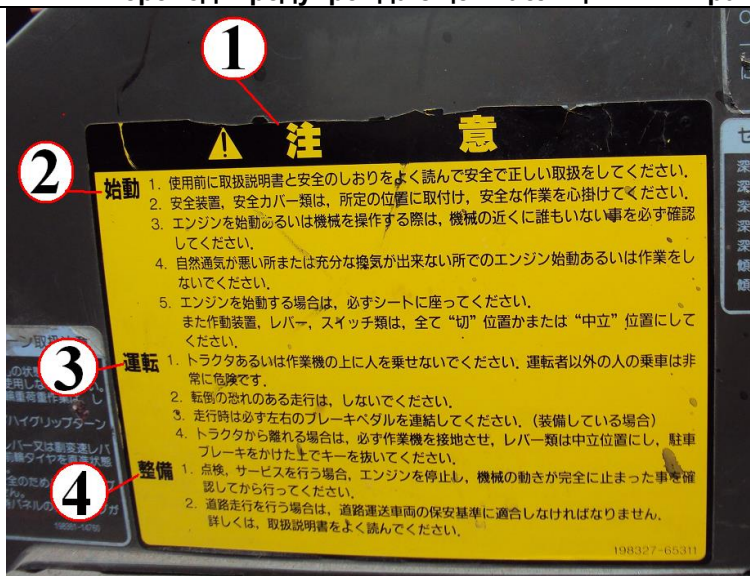 1
2
3
4
注 意
始動 1. 使用前に取扱説明書と安全のしおりをよく読んで安全で正しい取扱をしてください.
2. 安全装置, 安全カバー類は, 所定の位置に取付け, 安全な作業を心掛けてください.
3. エンジンを始動あるいは機械を操作する際は, 機械の近くに誰もいない事を必ず確認
してください.
4. 自然通気が悪い所または充分な換気が出来ない所でのエンジン始動あるいは作業をし
ないでください.
5. エンジンを始動する場合は, 必ずシートに座ってください.
また作動装置, レバー, スイッチ類は, 全て“切”位置かまたは“中立”位置にして
ください.
運転 1. トラクタあるいは作業機の上に人を乗せないでください. 運転者以外の人の乗車は非
常に危険です.
2. 転倒の恐れのある走行は, しないでください.
3. 走行時は必ず左右のブレーキペダルを連結してください. (装備している場合)
4. トラクタから離れる場合は, 必ず作業機を接地させ, レバー類は中立位置にし, 駐車
ブレーキをかけた上でキーを抜いてください.
整備 1. 点検, サービスを行う場合, エンジンを停止し, 機械の動きが完全に止まった事を確
認してから行ってください.
2. 道路走行を行う場合は, 道路運送車両の保安基準に適合しなければなりません.
詳しくは, 取扱説明書をよく読んでください.
198327-65311
ハイグリップターン
レバー又は副変速レバ
前輪タイヤを直進状態